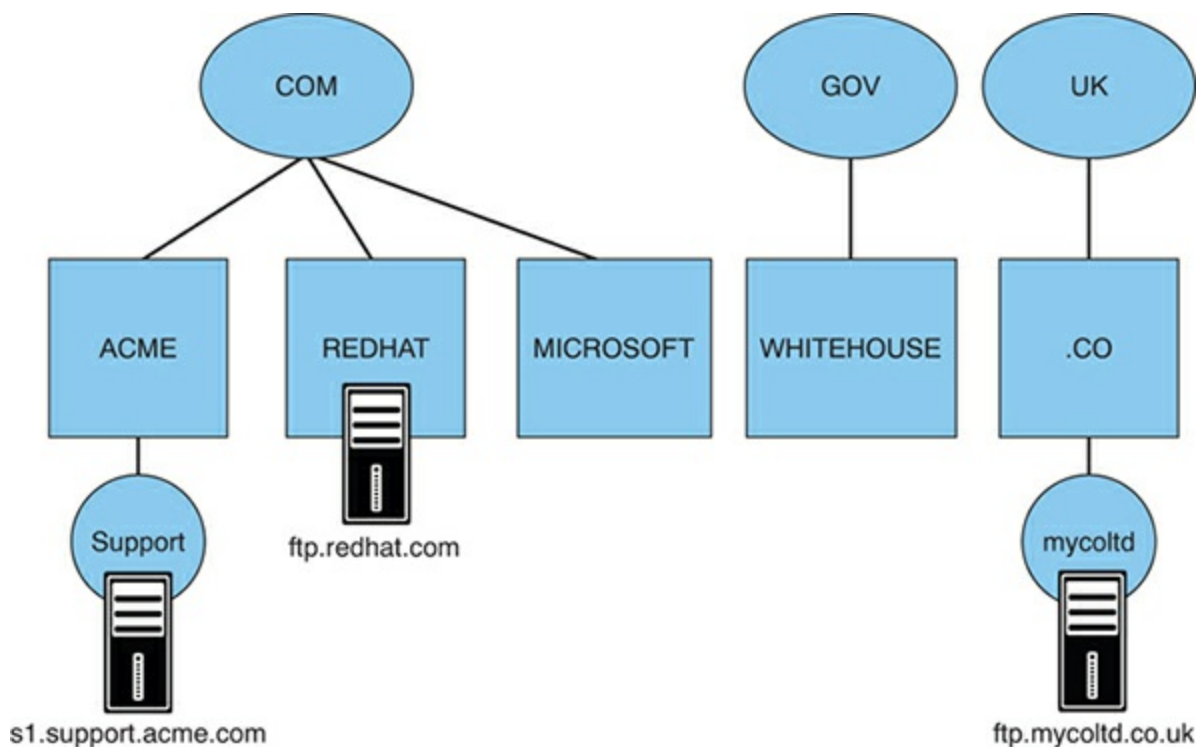 COM
GOV
UK
ACME
REDHAT
MICROSOFT
WHITEHOUSE
.CO
Support
ftp.redhat.com
mycoltd
s1.support.acme.com
ftp.mycoltd.co.uk